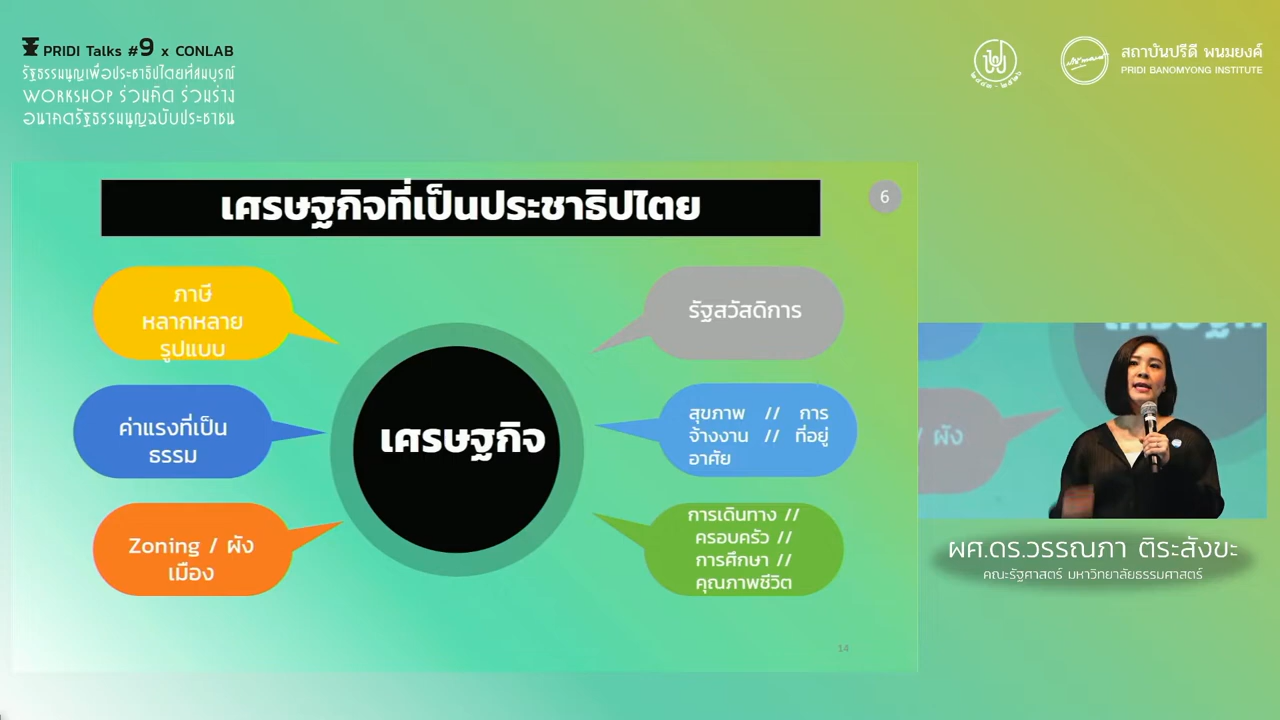 PRIDI Talks #9 x CONLAB
รัฐธรรมนูญเพื่อประชาธิปไตยที่สมบูรณ์
WORKSHOP ร่วมคิด ร่วมร่าง
อนาคตรัฐธรรมนูญฉบับประชาชน
๒๔๔๓ - ๒๕๒๖
สถาบันปรีดี พนมยงค์
PRIDI BANOMYONG INSTITUTE
เศรษฐกิจที่เป็นประชาธิปไตย
6
ภาษี
หลากหลาย
รูปแบบ
รัฐสวัสดิการ
ค่าแรงที่เป็น
ธรรม
เศรษฐกิจ
สุขภาพ // การ
จ้างงาน // ที่อยู่
อาศัย
Zoning / ผัง
เมือง
การเดินทาง //
ครอบครัว //
การศึกษา //
คุณภาพชีวิต
14
/ ผัง
ผศ.ดร.วรรณภา ติระสังขะ
คณะรัฐศาสตร์ มหาวิทยาลัยธรรมศาสตร์